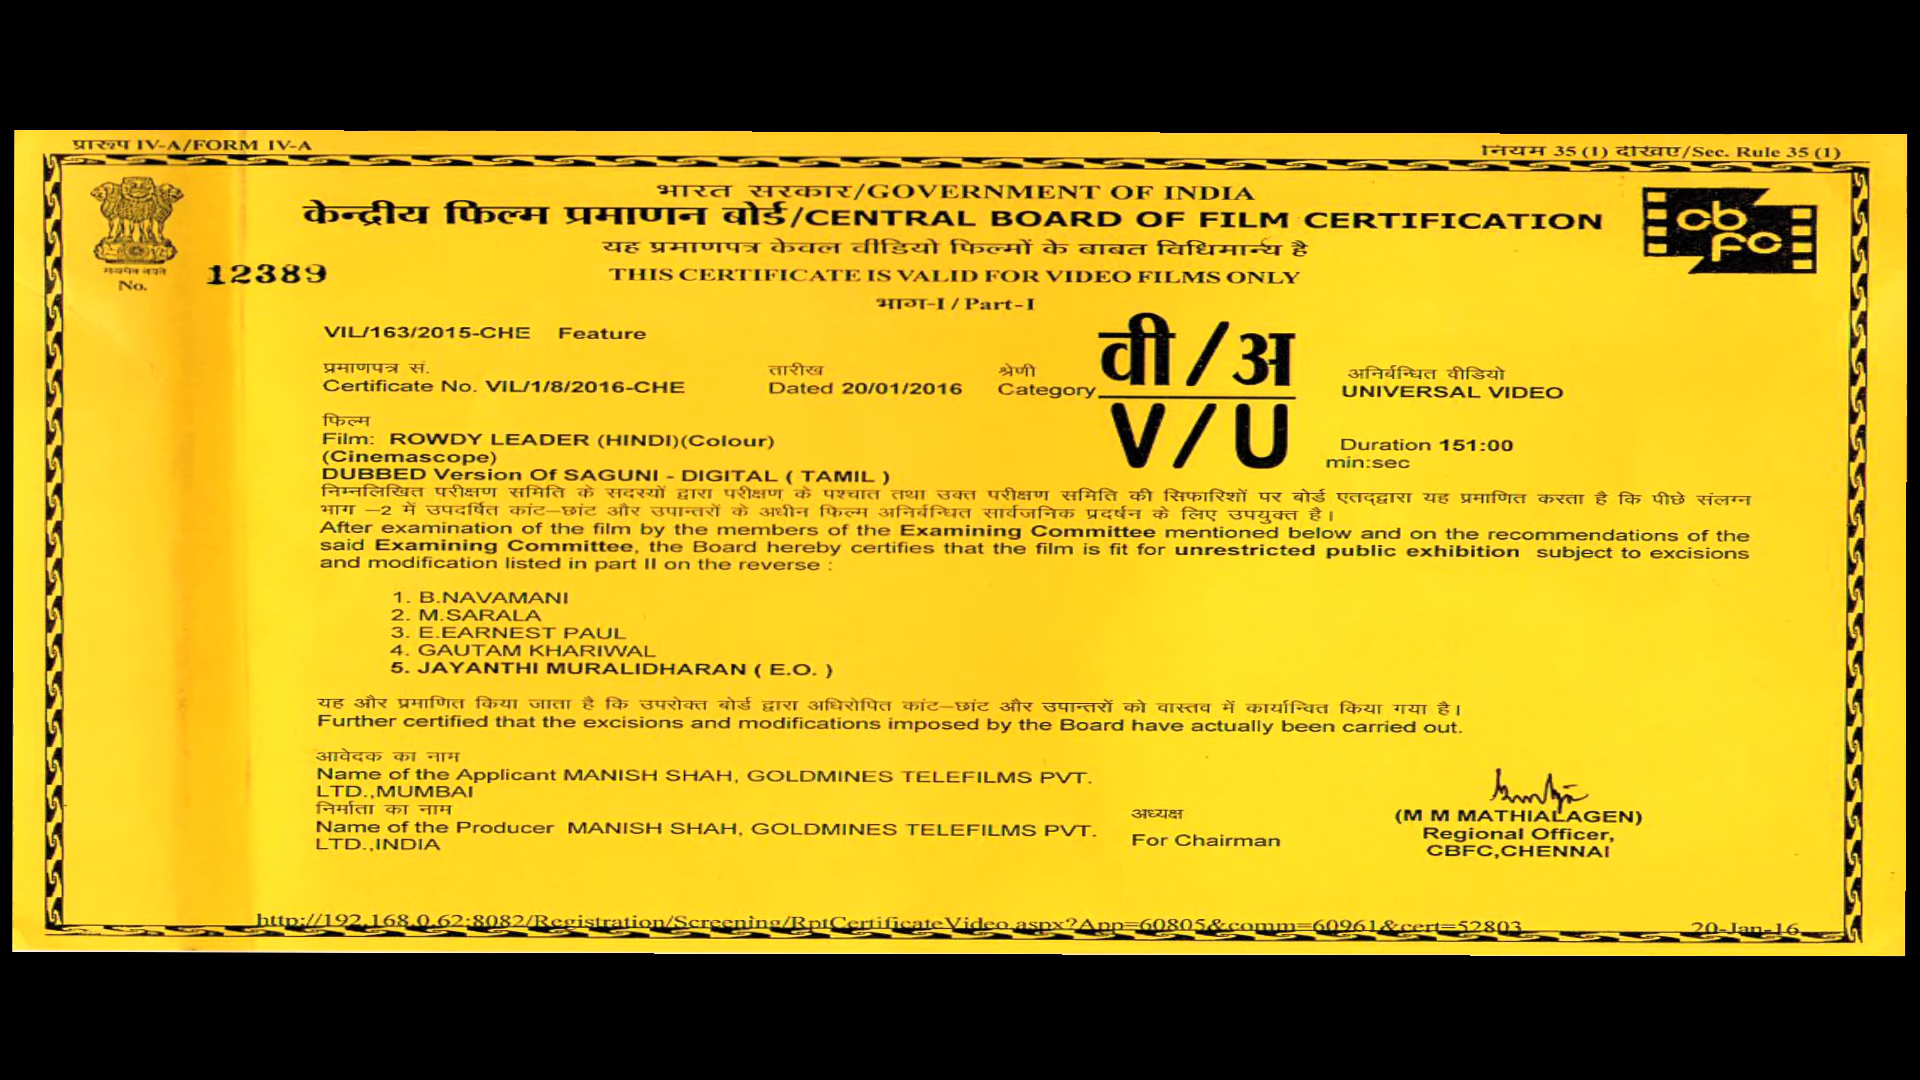 प्रारूप IV-A/FORM IV-A
नियम 35 (1) देखिए/Sec. Rule 35 (1)
भारत सरकार/GOVERNMENT OF INDIA
केन्द्रीय फिल्म प्रमाणन बोर्ड/CENTRAL BOARD OF FILM CERTIFICATION
cbfc
यह प्रमाणपत्र केवल वीडियो फिल्मों के बाबत विधिमान्य है
सत्यमेव जयते
No. 12389
THIS CERTIFICATE IS VALID FOR VIDEO FILMS ONLY
भाग-I / Part-I
VIL/163/2015-CHE Feature
वी/अ
प्रमाणपत्र सं. तारीख श्रेणी अनिर्बन्धित वीडियो
Certificate No. VIL/1/8/2016-CHE Dated 20/01/2016 Category UNIVERSAL VIDEO
V/U
फिल्म
Film: ROWDY LEADER (HINDI)(Colour) Duration 151:00
(Cinemascope) min:sec
DUBBED Version Of SAGUNI - DIGITAL ( TAMIL )
निम्नलिखित परीक्षण समिति के सदस्यों द्वारा परीक्षण के पश्चात तथा उक्त परीक्षण समिति की सिफारिशों पर बोर्ड एतद्द्वारा यह प्रमाणित करता है कि पीछे संलग्न
भाग –2 में उपदर्षित कांट–छांट और उपान्तरों के अधीन फिल्म अनिर्बन्धित सार्वजनिक प्रदर्षन के लिए उपयुक्त है।
After examination of the film by the members of the Examining Committee mentioned below and on the recommendations of the
said Examining Committee, the Board hereby certifies that the film is fit for unrestricted public exhibition subject to excisions
and modification listed in part II on the reverse :
1. B.NAVAMANI
2. M.SARALA
3. E.EARNEST PAUL
4. GAUTAM KHARIWAL
5. JAYANTHI MURALIDHARAN ( E.O. )
यह और प्रमाणित किया जाता है कि उपरोक्त बोर्ड द्वारा अधिरोपित कांट–छांट और उपान्तरों को वास्तव में कार्यान्वित किया गया है।
Further certified that the excisions and modifications imposed by the Board have actually been carried out.
आवेदक का नाम
Name of the Applicant MANISH SHAH, GOLDMINES TELEFILMS PVT.
LTD.,MUMBAI
निर्माता का नाम
Name of the Producer MANISH SHAH, GOLDMINES TELEFILMS PVT.
LTD.,INDIA
अध्यक्ष
For Chairman
(M M MATHIALAGEN)
Regional Officer,
CBFC,CHENNAI
http://192.168.0.62:8082/Registration/Screening/RptCertificateVideo.aspx?App=60805&comm=60961&cert=52803
20-Jan-16